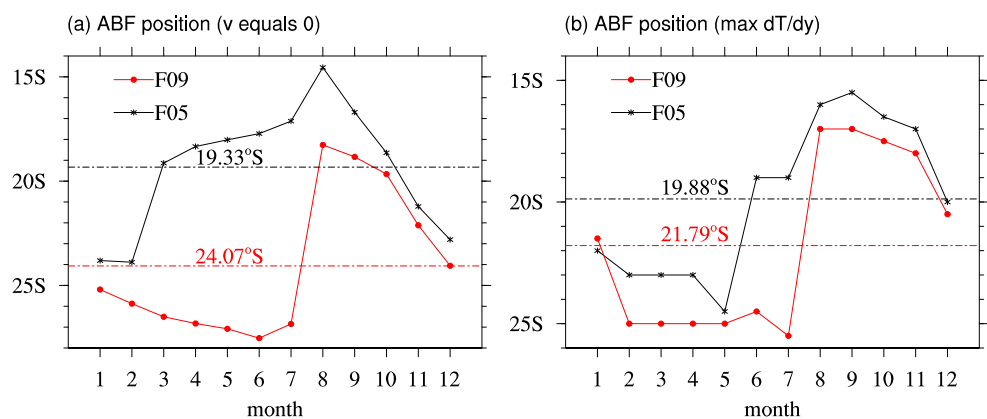 (a) ABF position (v equals 0)
15S
20S
25S
F09
F05
19.33°S
24.07°S
1 2 3 4 5 6 7 8 9 10 11 12
month
(b) ABF position (max dT/dy)
15S
20S
25S
F09
F05
19.88°S
21.79°S
1 2 3 4 5 6 7 8 9 10 11 12
month